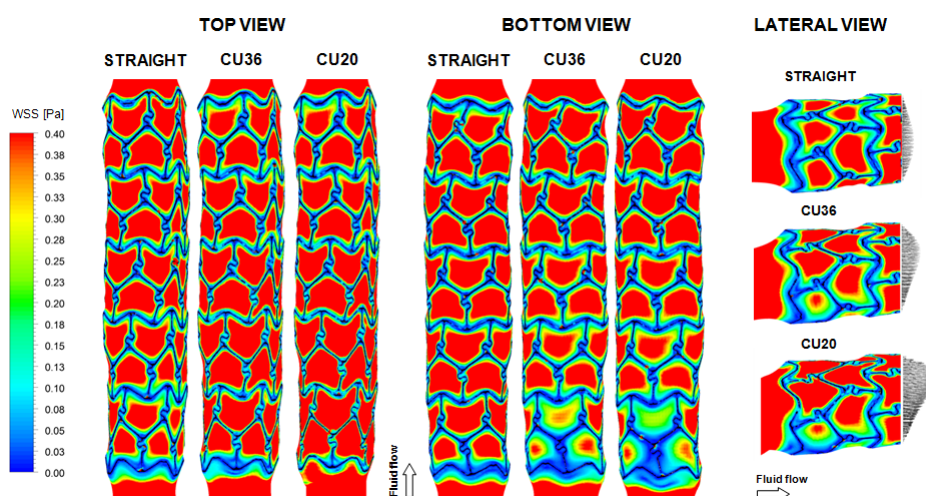 TOP VIEW
BOTTOM VIEW
LATERAL VIEW
STRAIGHT
CU36
CU20
STRAIGHT
CU36
CU20
STRAIGHT
WSS [Pa]
0.40
0.38
0.35
0.33
0.30
0.28
0.25
0.23
0.20
0.18
0.15
0.13
0.10
0.08
0.05
0.03
0.00
CU36
CU20
Fluid flow
Fluid flow